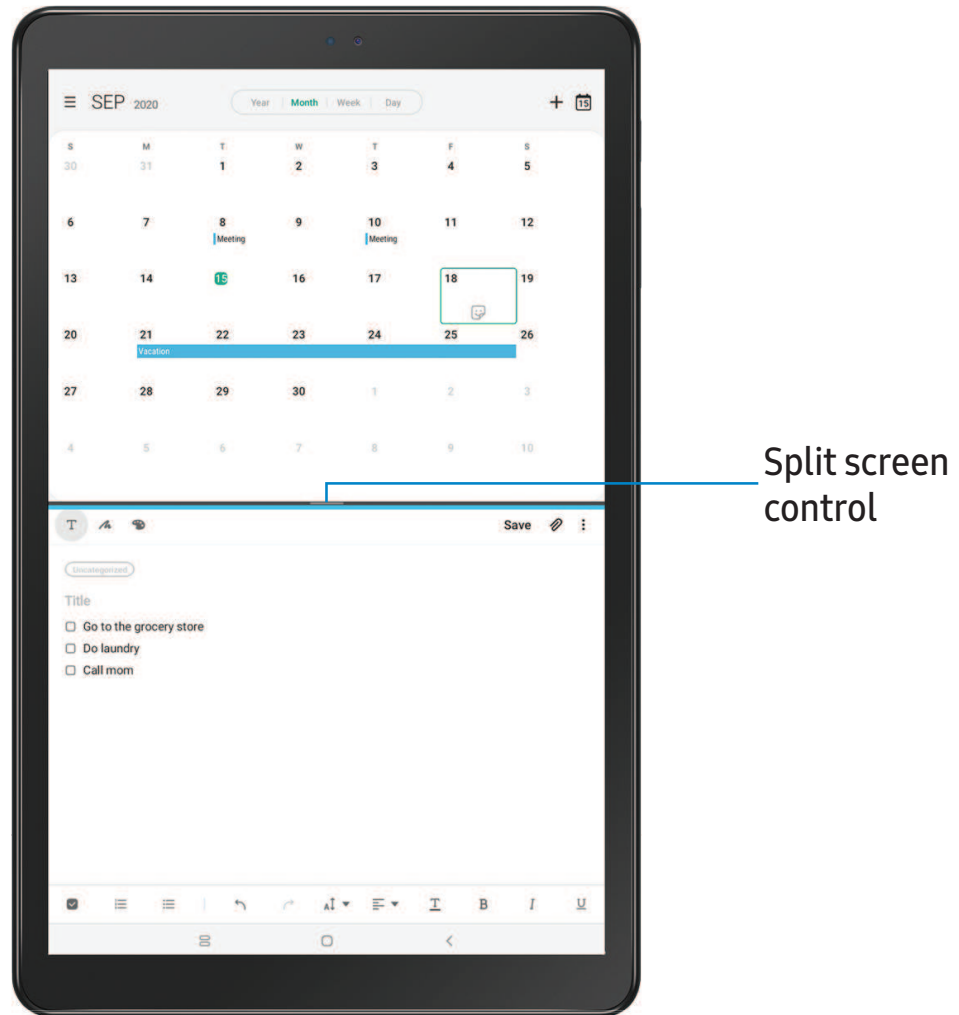 SEP 2020 Year Month Week Day 15
S M T W T F S
30 31 1 2 3 4 5
6 7 8 9 10 11 12
Meeting Meeting
13 14 15 16 17 18 19
20 21 22 23 24 25 26
Vacation
27 28 29 30 1 2 3
4 5 6 7 8 9 10
Split screen
control
T Save
Uncategorized
Title
Go to the grocery store
Do laundry
Call mom
A T B I U